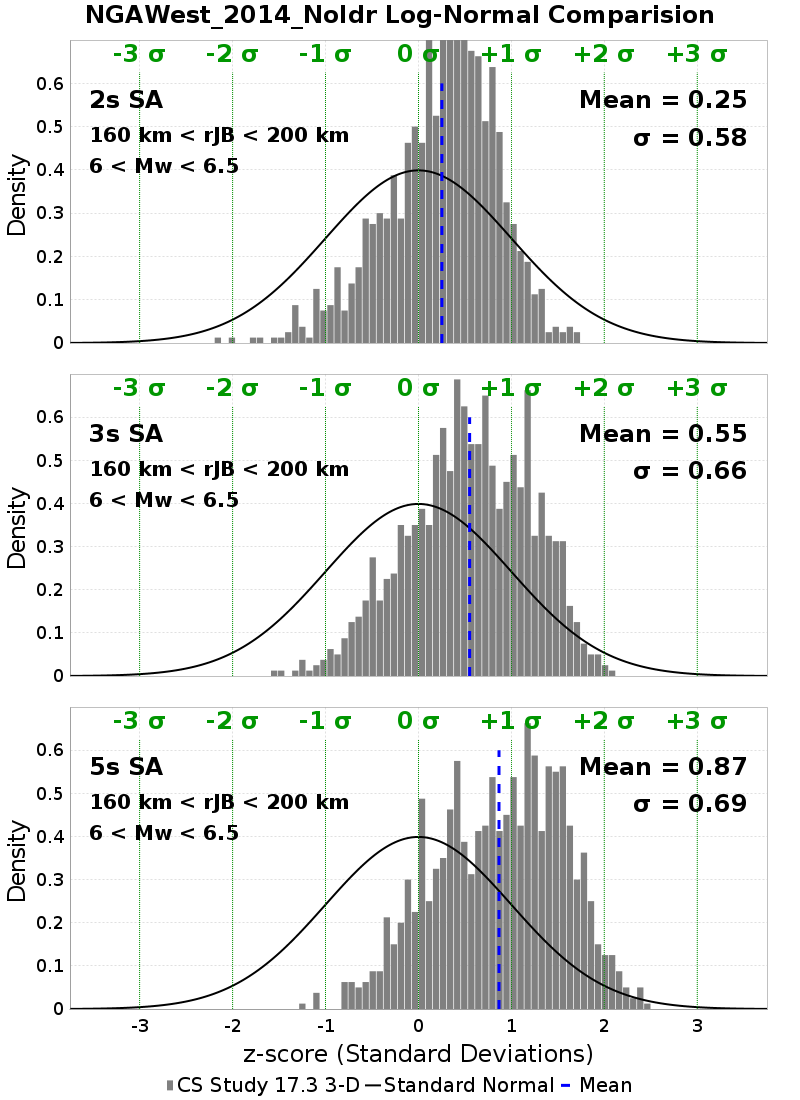 NGAWest_2014_NoIdr Log-Normal Comparision
-3 σ -2 σ -1 σ 0 σ +1 σ +2 σ +3 σ
0.6
2s SA Mean = 0.25
0.5
160 km < rJB < 200 km σ = 0.58
6 < Mw < 6.5
0.4
0.3
0.2
0.1
0
Density
-3 σ -2 σ -1 σ 0 σ +1 σ +2 σ +3 σ
0.6
3s SA Mean = 0.55
0.5
160 km < rJB < 200 km σ = 0.66
6 < Mw < 6.5
0.4
0.3
0.2
0.1
0
Density
-3 σ -2 σ -1 σ 0 σ +1 σ +2 σ +3 σ
0.6
5s SA Mean = 0.87
0.5
160 km < rJB < 200 km σ = 0.69
6 < Mw < 6.5
0.4
0.3
0.2
0.1
0
Density
-3 -2 -1 0 1 2 3
z-score (Standard Deviations)
CS Study 17.3 3-D Standard Normal Mean